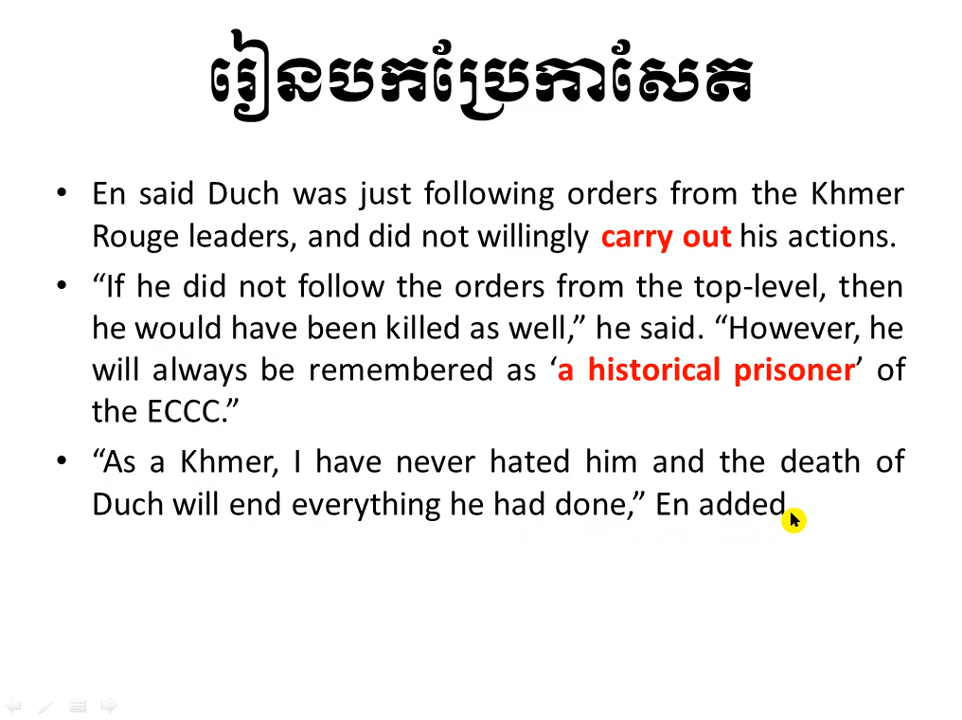 រៀនបកប្រែកាសែត
• En said Duch was just following orders from the Khmer
Rouge leaders, and did not willingly carry out his actions.
• “If he did not follow the orders from the top-level, then
he would have been killed as well,” he said. “However, he
will always be remembered as ‘a historical prisoner’ of
the ECCC.”
• “As a Khmer, I have never hated him and the death of
Duch will end everything he had done,” En added.